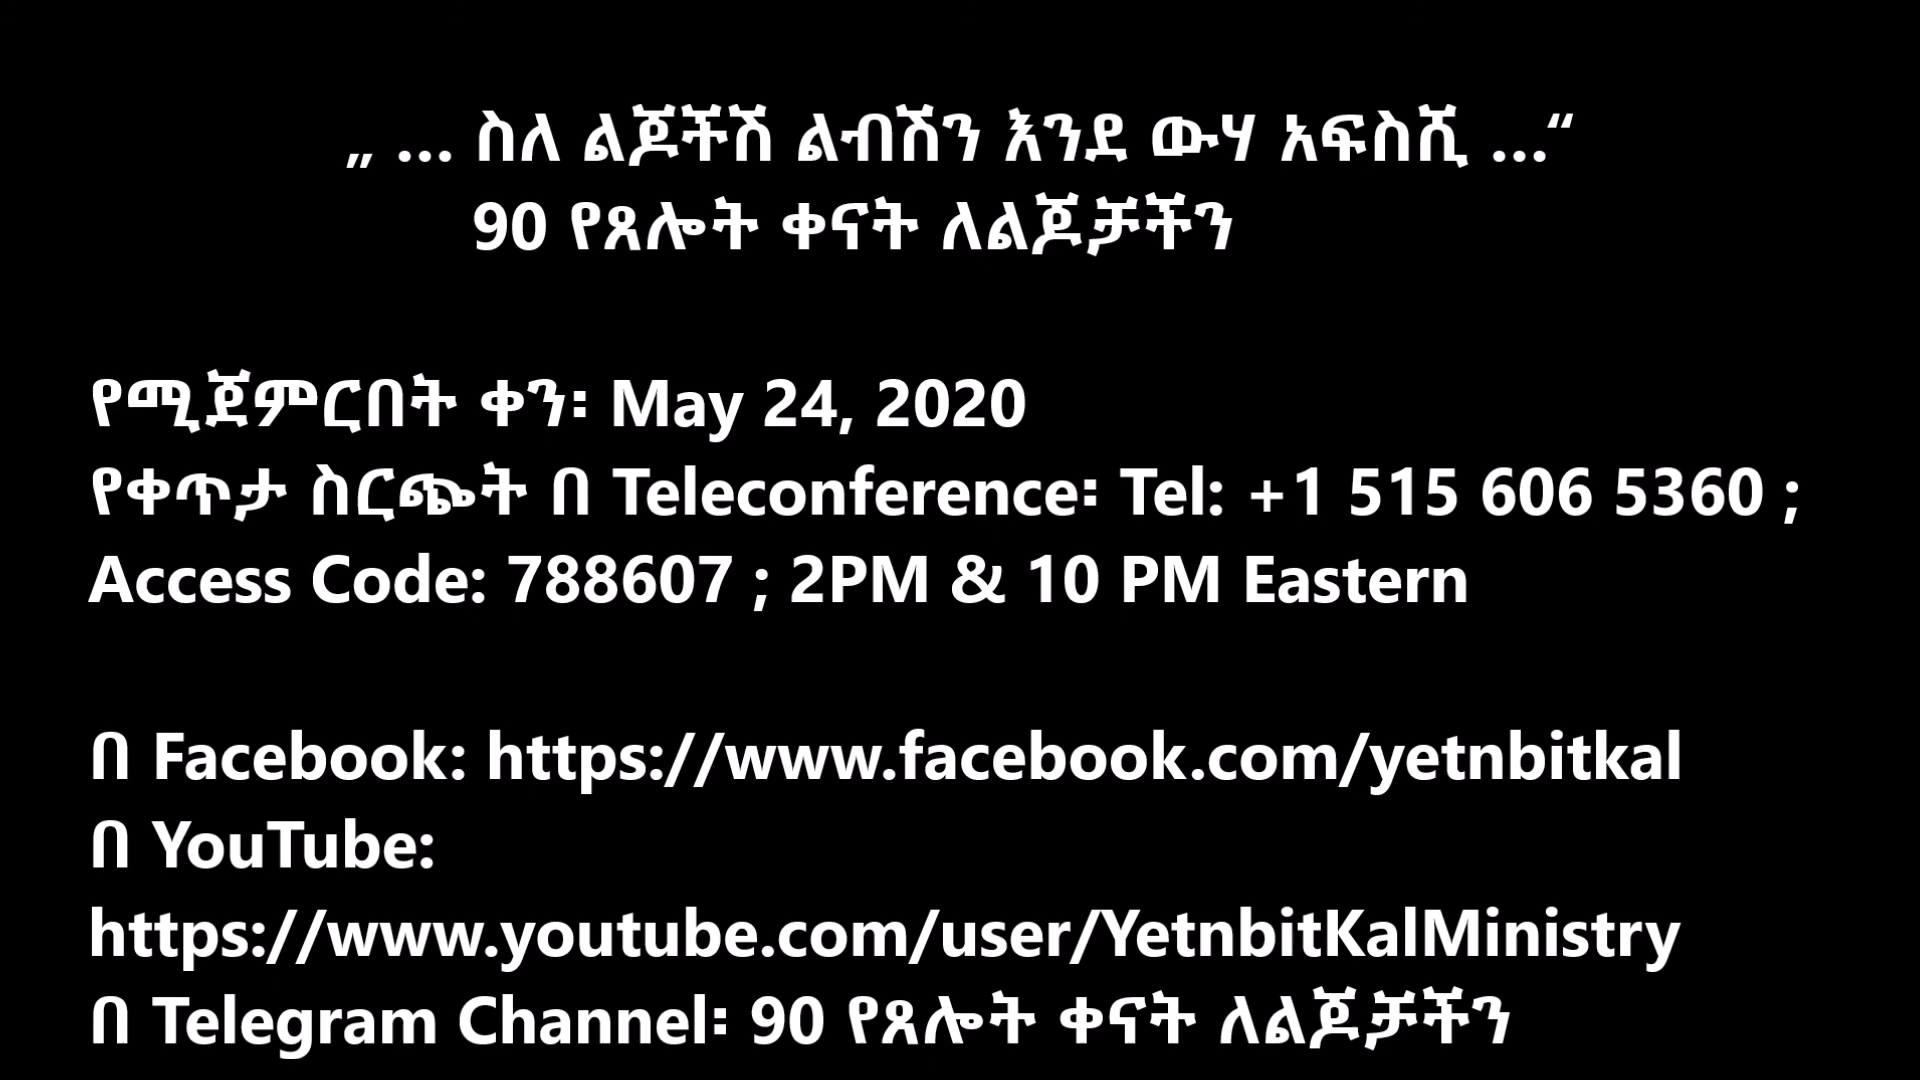 „ ... ስለ ልጆችሽ ልብሽን እንደ ውሃ አፍስሺ ...“
90 የጸሎት ቀናት ለልጆቻችን
የሚጀምርበት ቀን፡ May 24, 2020
የቀጥታ ስርጭት በ Teleconference፡ Tel: +1 515 606 5360 ;
Access Code: 788607 ; 2PM & 10 PM Eastern
በ Facebook: https://www.facebook.com/yetnbitkal
በ YouTube:
https://www.youtube.com/user/YetnbitKalMinistry
በ Telegram Channel፡ 90 የጸሎት ቀናት ለልጆቻችን